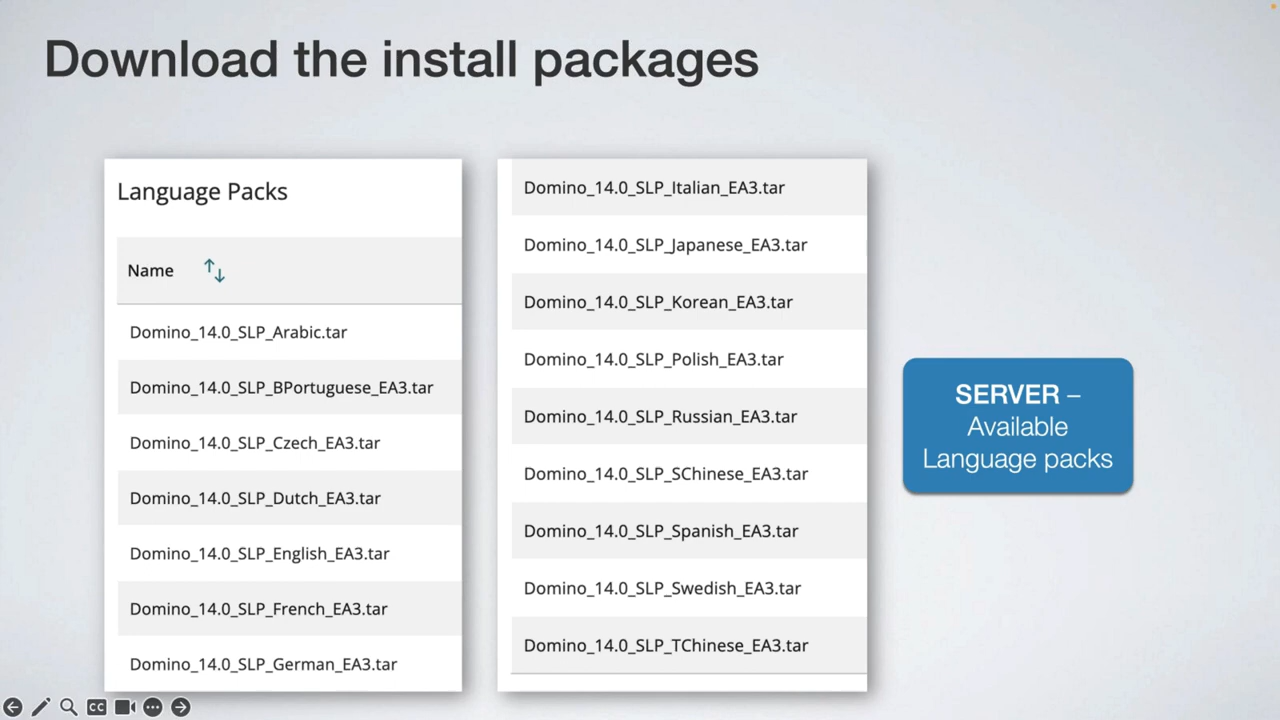 Download the install packages
Language Packs
Name
Domino_14.0_SLP_Arabic.tar
Domino_14.0_SLP_BPortuguese_EA3.tar
Domino_14.0_SLP_Czech_EA3.tar
Domino_14.0_SLP_Dutch_EA3.tar
Domino_14.0_SLP_English_EA3.tar
Domino_14.0_SLP_French_EA3.tar
Domino_14.0_SLP_German_EA3.tar
Domino_14.0_SLP_Italian_EA3.tar
Domino_14.0_SLP_Japanese_EA3.tar
Domino_14.0_SLP_Korean_EA3.tar
Domino_14.0_SLP_Polish_EA3.tar
Domino_14.0_SLP_Russian_EA3.tar
Domino_14.0_SLP_SChinese_EA3.tar
Domino_14.0_SLP_Spanish_EA3.tar
Domino_14.0_SLP_Swedish_EA3.tar
Domino_14.0_SLP_TChinese_EA3.tar
SERVER –
Available
Language packs
CC